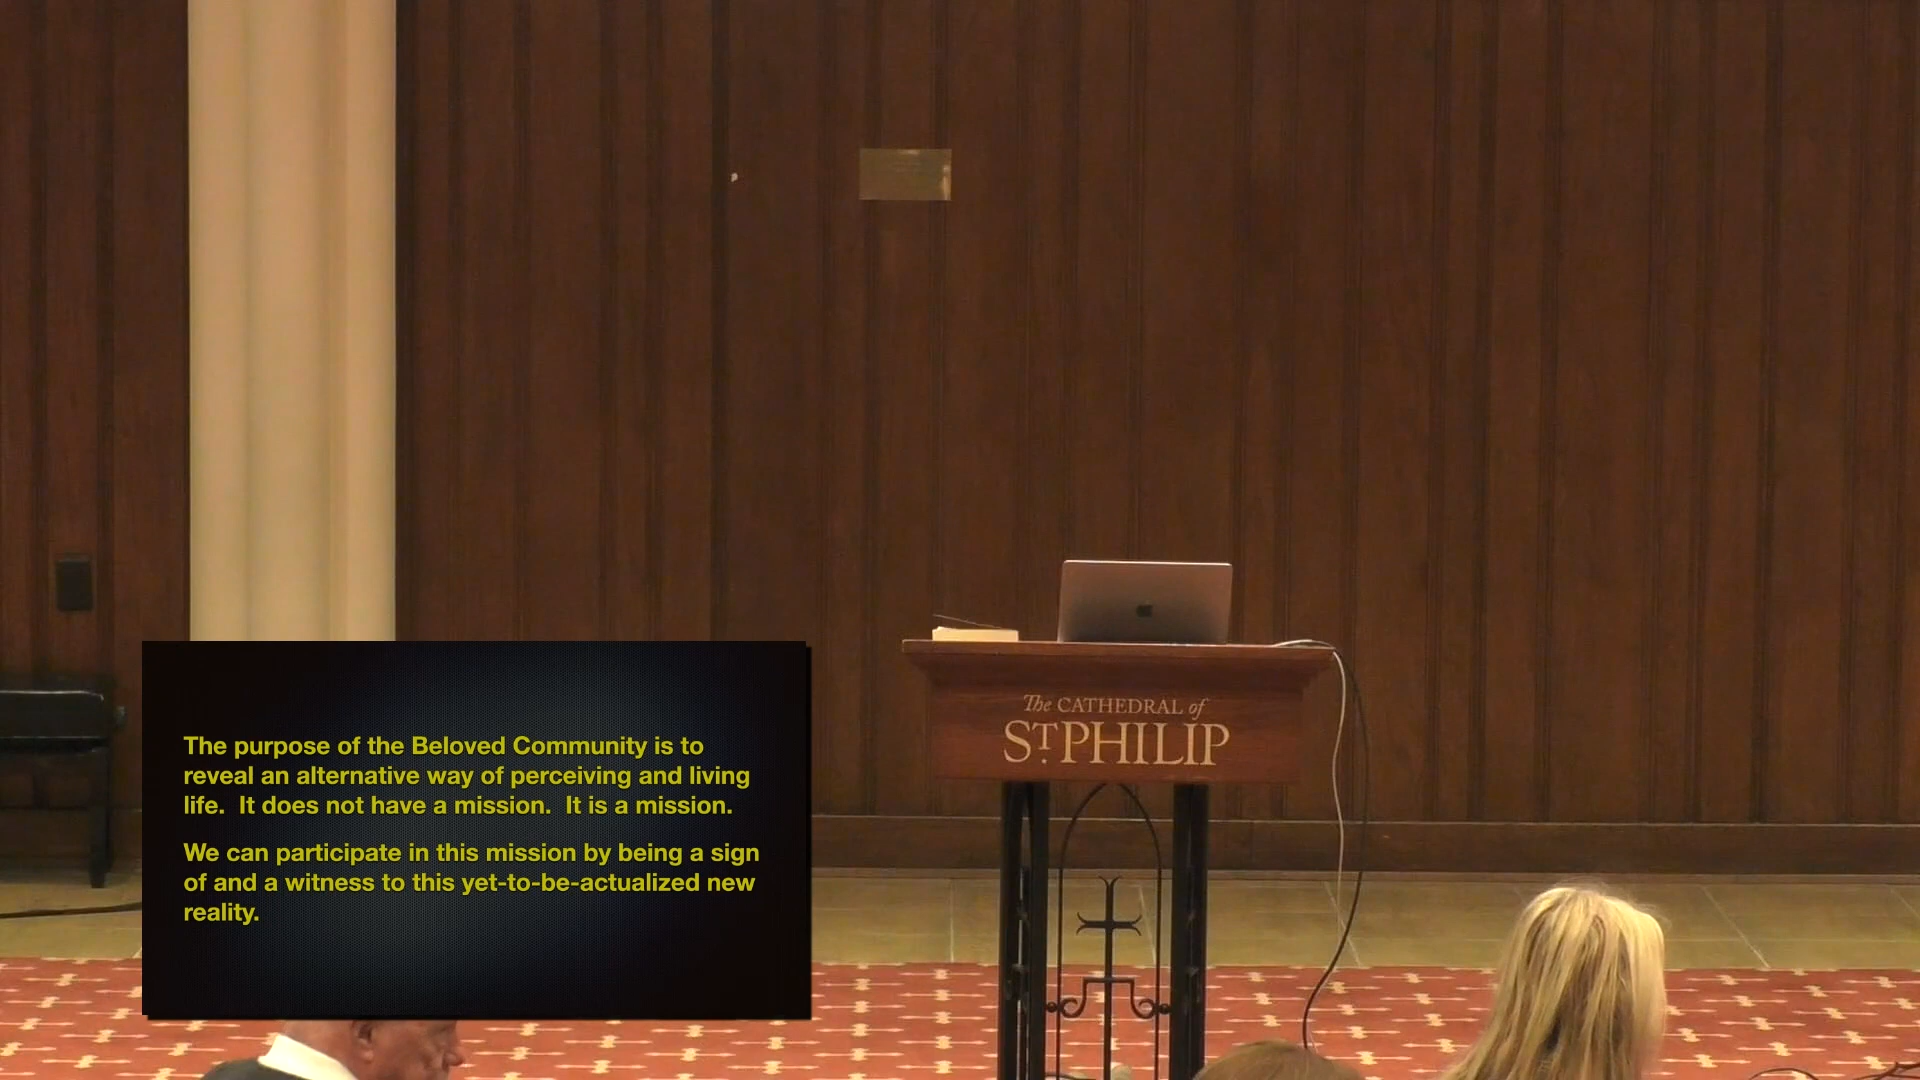 The CATHEDRAL of
ST. PHILIP
The purpose of the Beloved Community is to
reveal an alternative way of perceiving and living
life.  It does not have a mission.  It is a mission.
We can participate in this mission by being a sign
of and a witness to this yet-to-be-actualized new
reality.